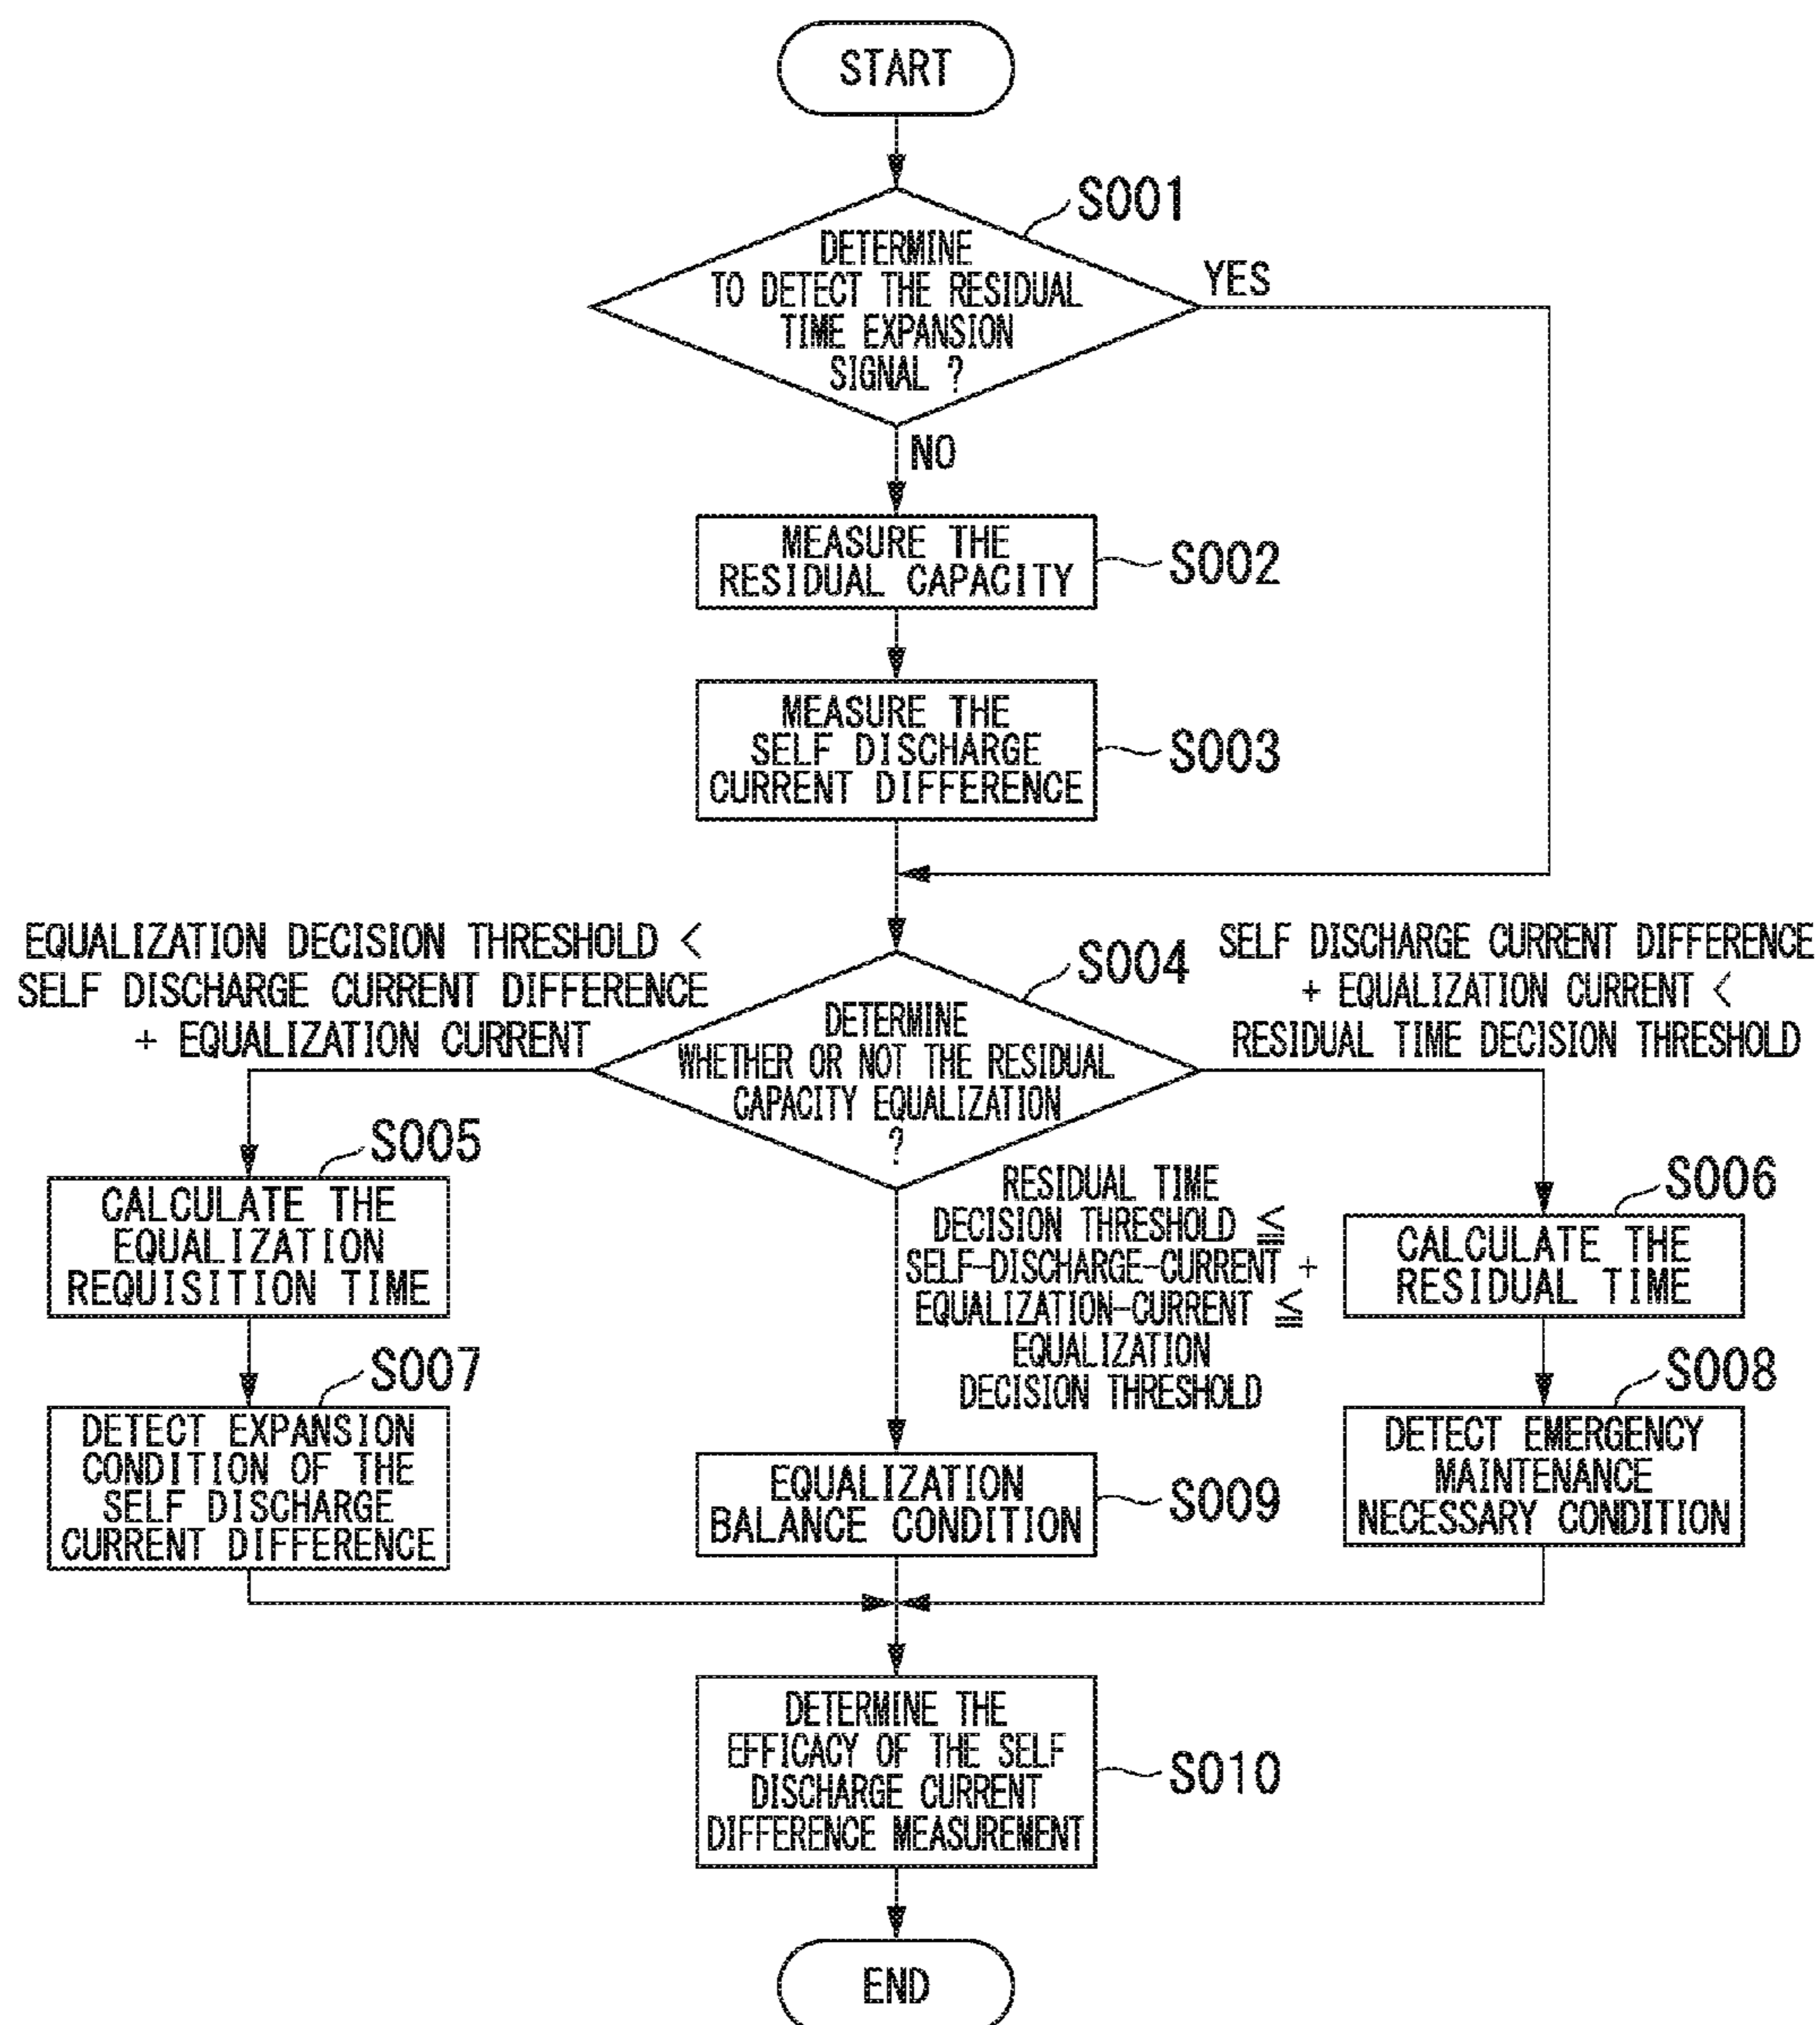 START
S001
DETERMINE
TO DETECT THE RESIDUAL
TIME EXPANSION
SIGNAL ?
YES
NO
MEASURE THE
RESIDUAL CAPACITY
S002
MEASURE THE
SELF DISCHARGE
CURRENT DIFFERENCE
S003
EQUALIZATION DECISION THRESHOLD <
SELF DISCHARGE CURRENT DIFFERENCE
+ EQUALIZATION CURRENT
S004
DETERMINE
WHETHER OR NOT THE RESIDUAL
CAPACITY EQUALIZATION
?
SELF DISCHARGE CURRENT DIFFERENCE
+ EQUALIZATION CURRENT <
RESIDUAL TIME DECISION THRESHOLD
S005
CALCULATE THE
EQUALIZATION
REQUISITION TIME
RESIDUAL TIME
DECISION THRESHOLD ≦
SELF-DISCHARGE-CURRENT +
EQUALIZATION-CURRENT ≦
EQUALIZATION
DECISION THRESHOLD
S006
CALCULATE THE
RESIDUAL TIME
S007
DETECT EXPANSION
CONDITION OF THE
SELF DISCHARGE
CURRENT DIFFERENCE
EQUALIZATION
BALANCE CONDITION
S009
S008
DETECT EMERGENCY
MAINTENANCE
NECESSARY CONDITION
DETERMINE THE
EFFICACY OF THE SELF
DISCHARGE CURRENT
DIFFERENCE MEASUREMENT
S010
END